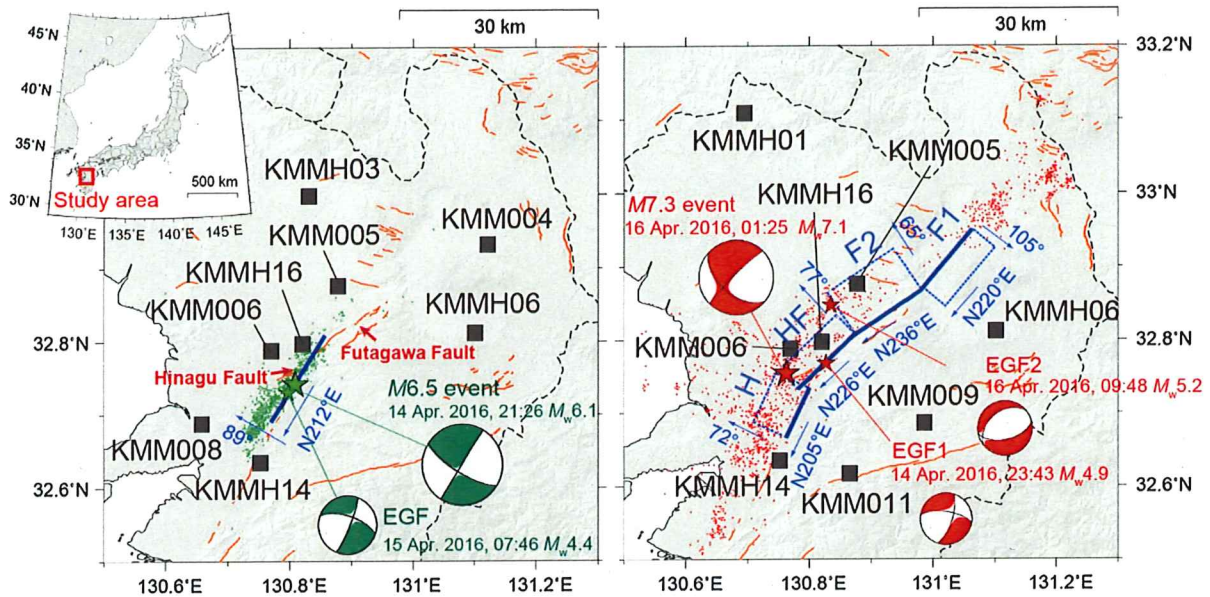 30 km
45°N
40°N
35°N
30°N
Study area
500 km
130°E
135°E
140°E
145°E
KMMH03
KMM004
KMM005
KMMH16
KMM006
KMMH06
Futagawa Fault
Hinagu Fault
M6.5 event
14 Apr. 2016, 21:26 Mw6.1
N212°E
89°
KMM008
KMMH14
EGF
15 Apr. 2016, 07:46 Mw4.4
32.8°N
32.6°N
130.6°E
130.8°E
131°E
131.2°E
30 km
33.2°N
33°N
32.8°N
32.6°N
KMMH01
KMM005
KMMH16
M7.3 event
16 Apr. 2016, 01:25 Mw7.1
65°
F1
F2
105°
77°
HF
N220°E
KMMH06
KMM006
N236°E
H
EGF2
16 Apr. 2016, 09:48 Mw5.2
N226°E
KMM009
72°
N205°E
EGF1
14 Apr. 2016, 23:43 Mw4.9
KMMH14
KMM011
130.6°E
130.8°E
131°E
131.2°E